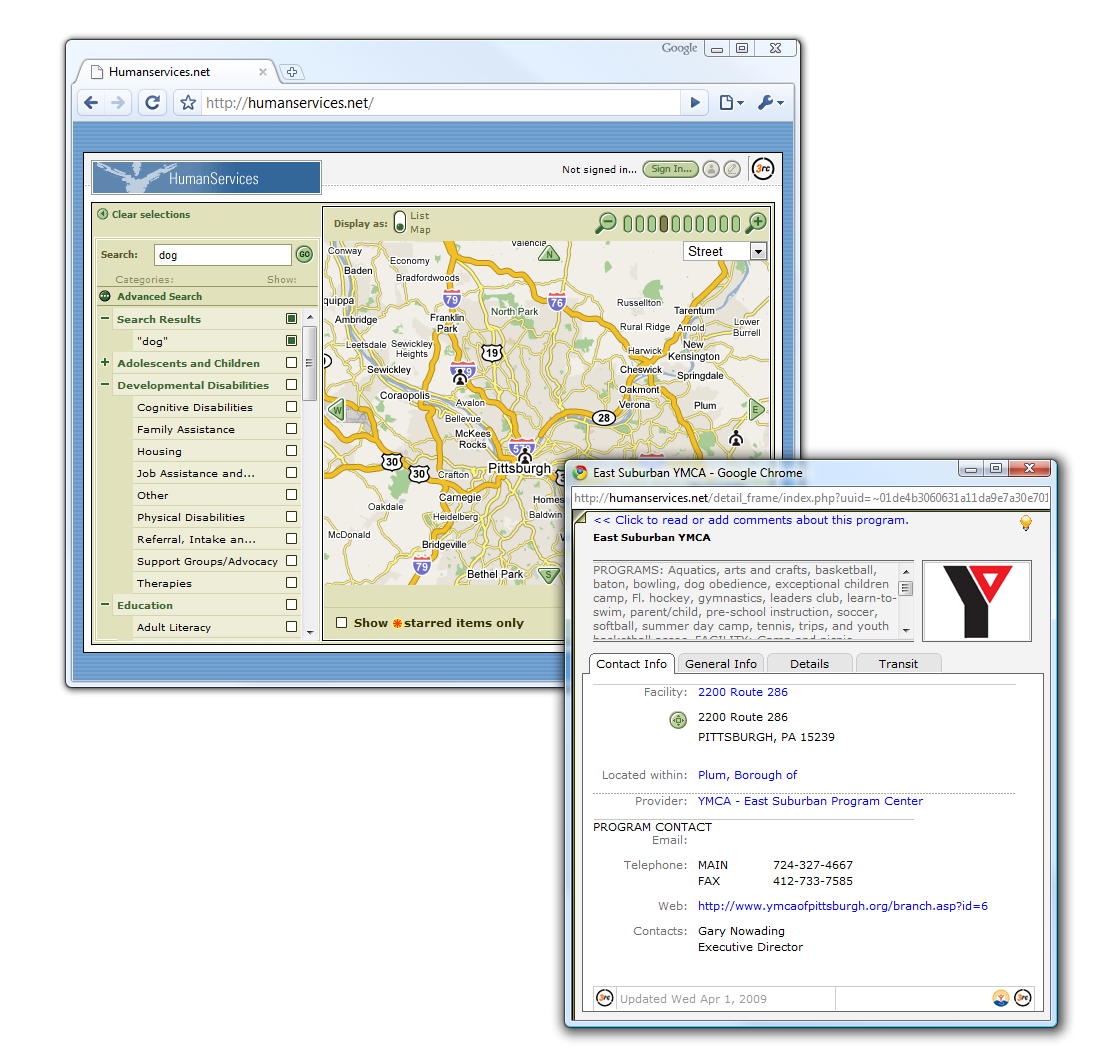 Google
Humanservices.net
http://humanservices.net/
HumanServices
Not signed in...
Sign In...
3rc
Clear selections
Search:
dog
GO
Categories:
Show:
Advanced Search
Search Results
"dog"
Adolescents and Children
Developmental Disabilities
Cognitive Disabilities
Family Assistance
Housing
Job Assistance and...
Other
Physical Disabilities
Referral, Intake an...
Support Groups/Advocacy
Therapies
Education
Adult Literacy
Display as:
List
Map
Street
Valencia
N
Conway
Economy
Baden
Bradfordwoods
79
76
Russellton
quippa
North Park
Tarentum
Ambridge
Franklin
Park
Rural Ridge
Arnold
Lower
Burrell
Leetsdale
Sewickley
Heights
19
Harwick
New
Kensington
Sewickley
Cheswick
Springdale
Coraopolis
Oakmont
Avalon
Verona
Plum
W
E
Bellevue
28
McKees
Rocks
30
30
Crafton
Pittsburgh
Carnegie
Homes
Oakdale
Heidelberg
Baldwin
McDonald
Bridgeville
79
Bethel Park
S
Show starred items only
East Suburban YMCA - Google Chrome
http://humanservices.net/detail_frame/index.php?uuid=~01de4b3060631a11da9e7a30e701
<< Click to read or add comments about this program.
East Suburban YMCA
PROGRAMS: Aquatics, arts and crafts, basketball,
baton, bowling, dog obedience, exceptional children
camp, Fl. hockey, gymnastics, leaders club, learn-to-
swim, parent/child, pre-school instruction, soccer,
softball, summer day camp, tennis, trips, and youth
Contact Info
General Info
Details
Transit
Facility: 2200 Route 286
2200 Route 286
PITTSBURGH, PA 15239
Located within: Plum, Borough of
Provider: YMCA - East Suburban Program Center
PROGRAM CONTACT
Email:
Telephone: MAIN 724-327-4667
FAX 412-733-7585
Web: http://www.ymcaofpittsburgh.org/branch.asp?id=6
Contacts: Gary Nowading
Executive Director
3rc
Updated Wed Apr 1, 2009
3rc